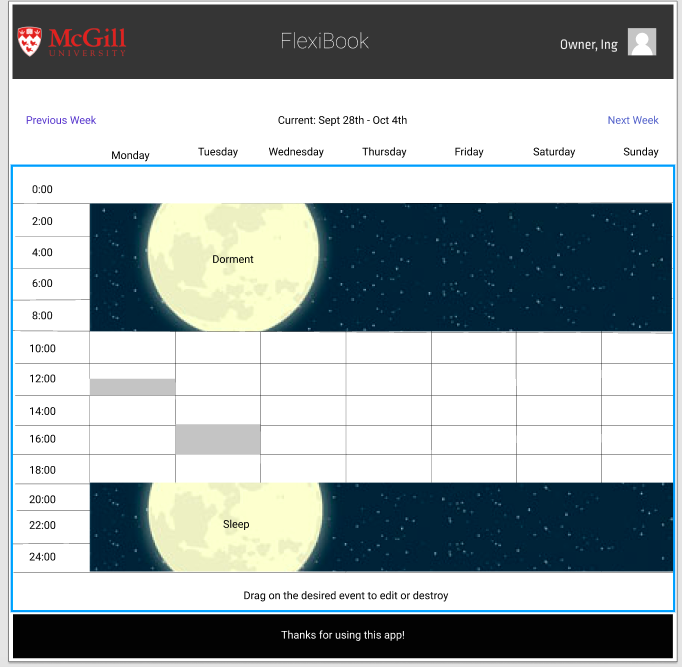 McGill
UNIVERSITY
FlexiBook
Owner, Ing
Previous Week
Current: Sept 28th - Oct 4th
Next Week
Monday
Tuesday
Wednesday
Thursday
Friday
Saturday
Sunday
0:00
2:00
4:00
Dorment
6:00
8:00
10:00
12:00
14:00
16:00
18:00
20:00
22:00
Sleep
24:00
Drag on the desired event to edit or destroy
Thanks for using this app!